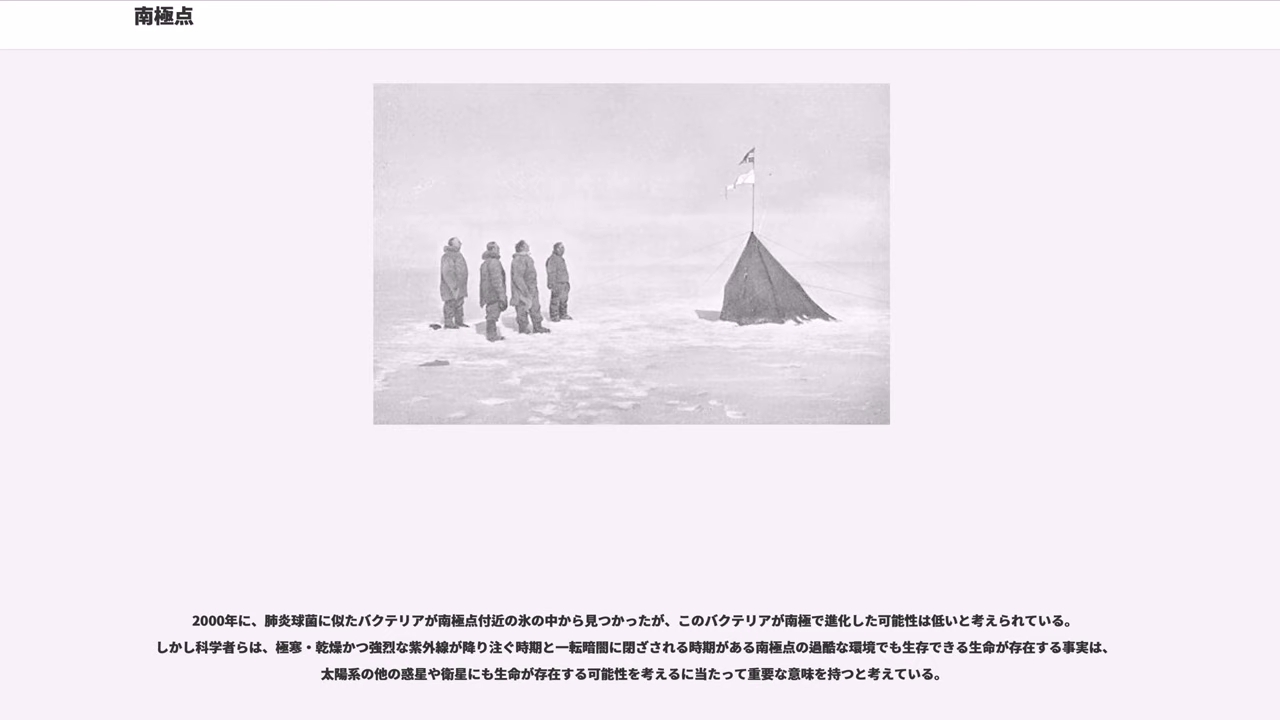 南極点
2000年に、肺炎球菌に似たバクテリアが南極点付近の氷の中から見つかったが、このバクテリアが南極で進化した可能性は低いと考えられている。
しかし科学者らは、極寒・乾燥かつ強烈な紫外線が降り注ぐ時期と一転暗闇に閉ざされる時期がある南極点の過酷な環境でも生存できる生命が存在する事実は、
太陽系の他の惑星や衛星にも生命が存在する可能性を考えるに当たって重要な意味を持つと考えている。